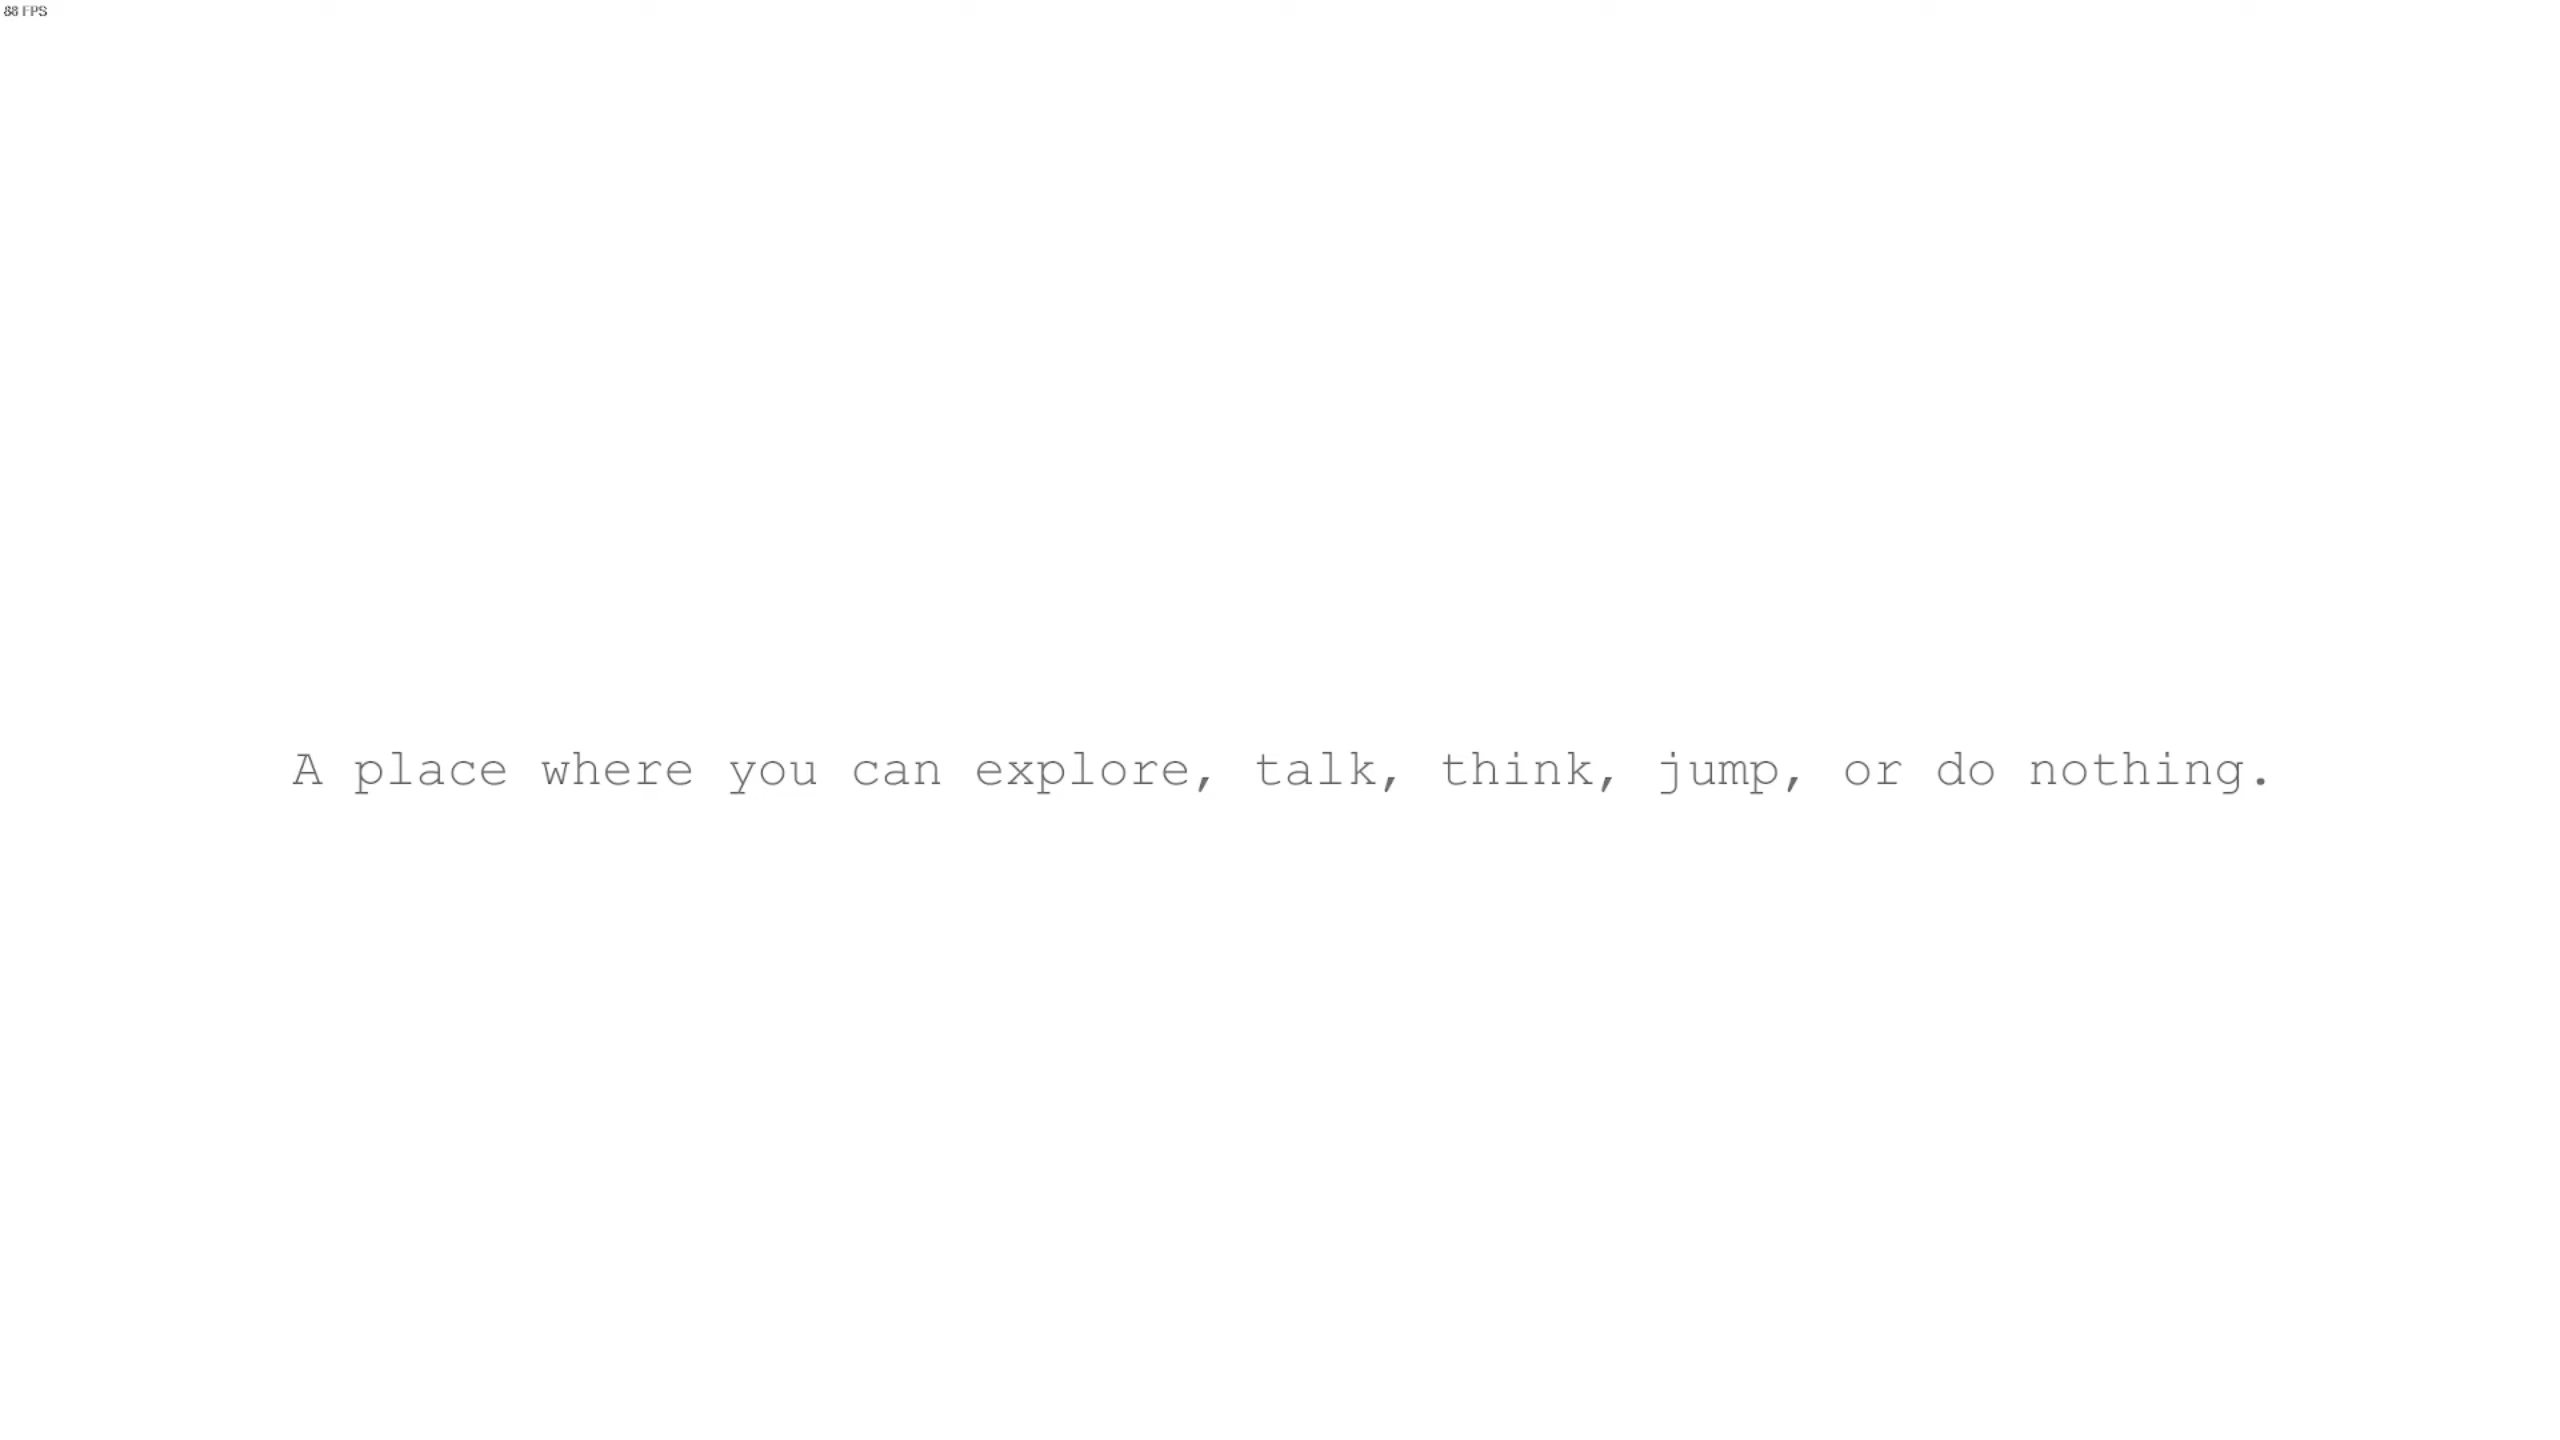 88 FPS
A place where you can explore, talk, think, jump, or do nothing.